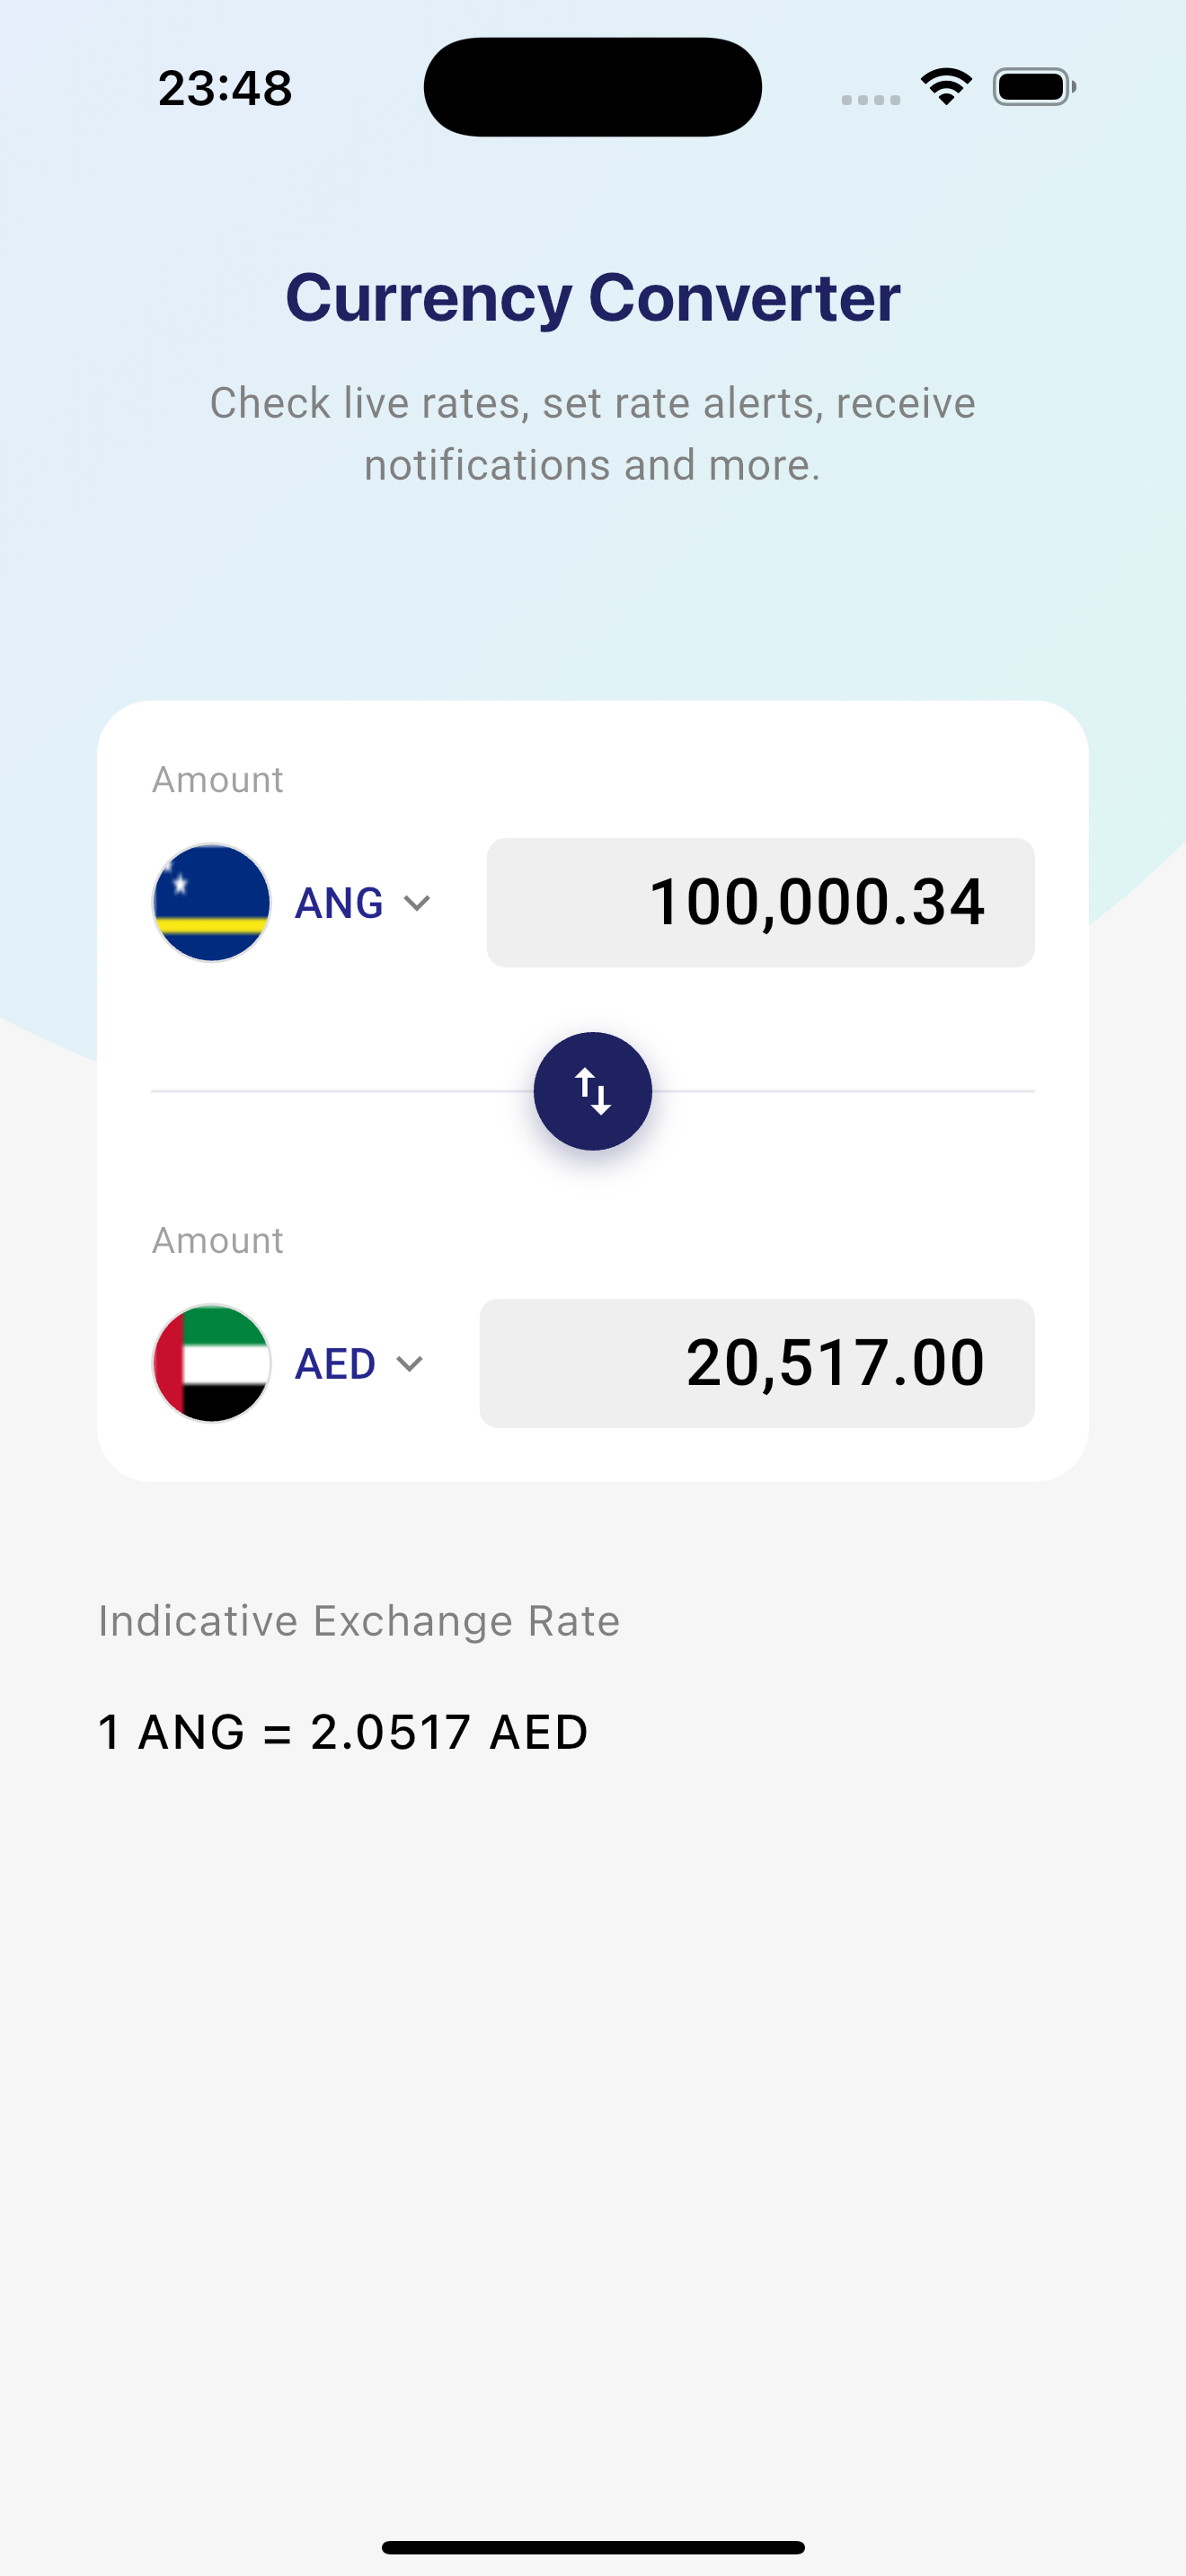 23:48
Currency Converter
Check live rates, set rate alerts, receive
notifications and more.
Amount
ANG
100,000.34
Amount
AED
20,517.00
Indicative Exchange Rate
1 ANG = 2.0517 AED